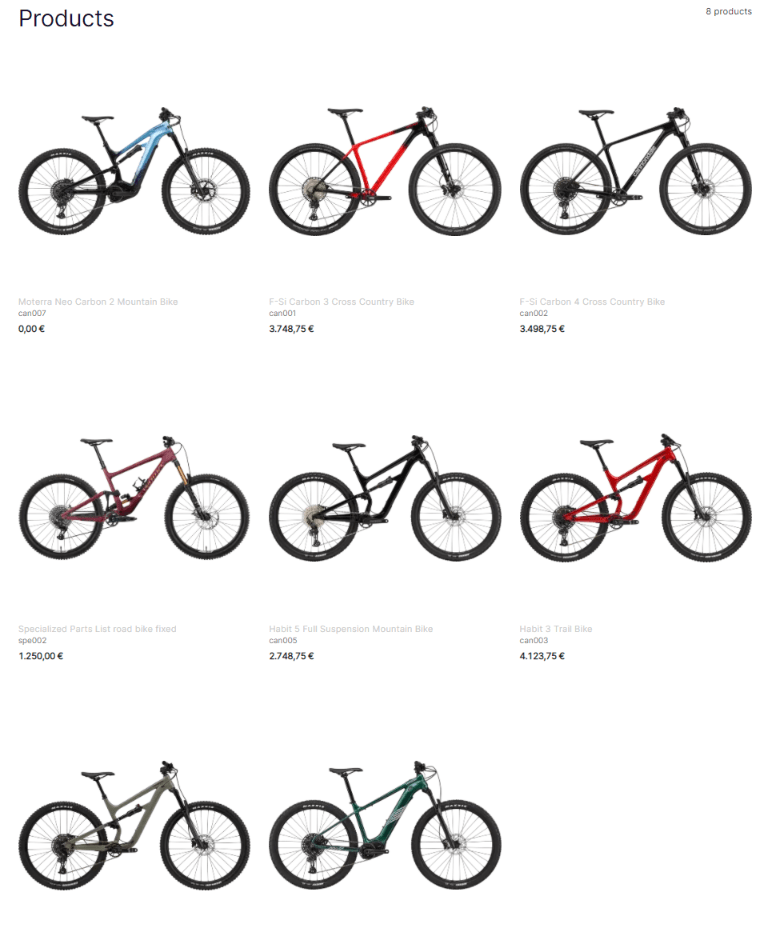 Products
8 products
Moterra Neo Carbon 2 Mountain Bike
can007
0,00 €
F-Si Carbon 3 Cross Country Bike
can001
3.748,75 €
F-Si Carbon 4 Cross Country Bike
can002
3.498,75 €
Specialized Parts List road bike fixed
spe002
1.250,00 €
Habit 5 Full Suspension Mountain Bike
can005
2.748,75 €
Habit 3 Trail Bike
can003
4.123,75 €